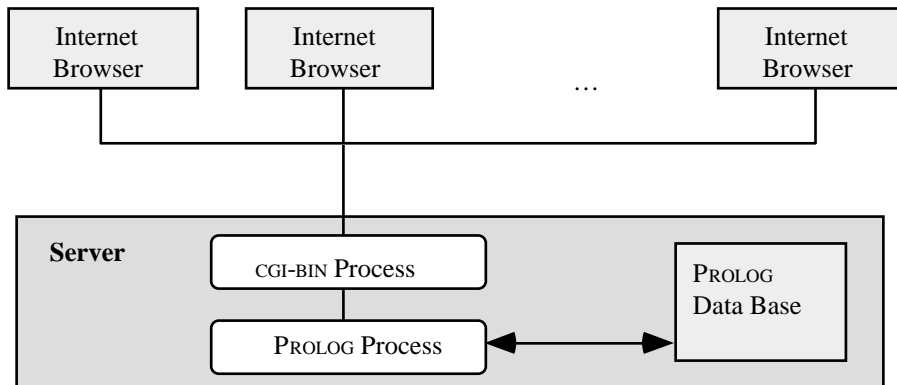 Internet
Browser
Internet
Browser
…
Internet
Browser
Server
CGI-BIN Process
PROLOG
Data Base
PROLOG Process